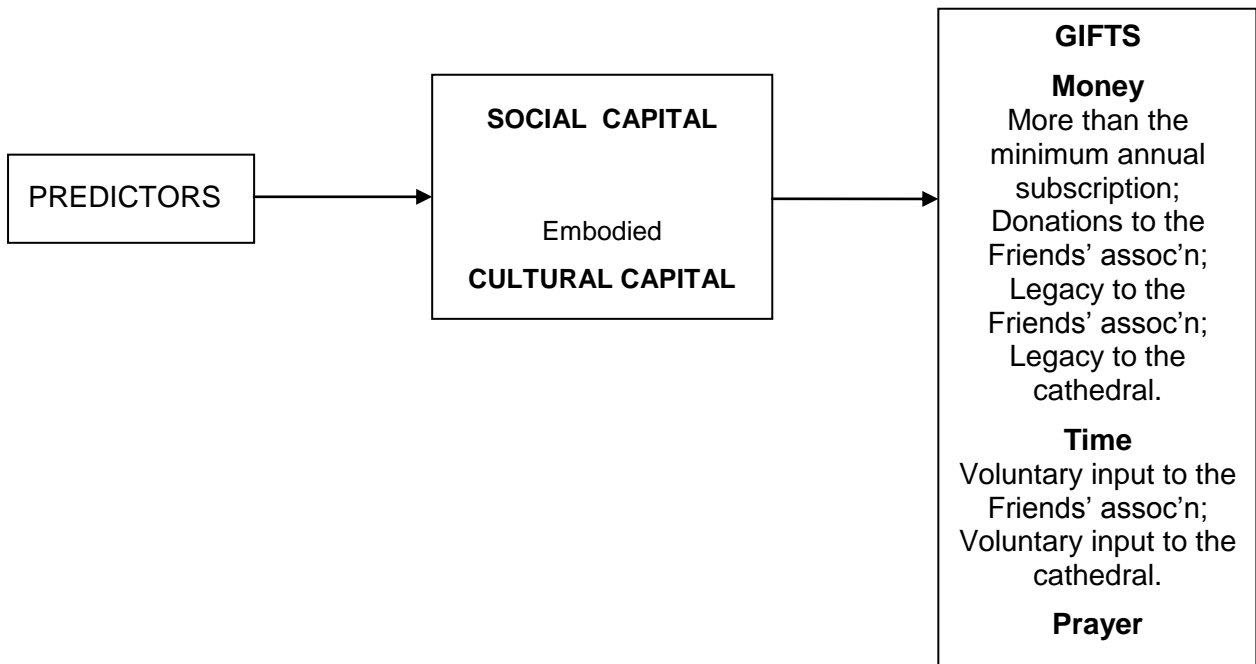 PREDICTORS
SOCIAL CAPITAL
Embodied
CULTURAL CAPITAL
GIFTS
Money
More than the
minimum annual
subscription;
Donations to the
Friends’ assoc’n;
Legacy to the
Friends’ assoc’n;
Legacy to the
cathedral.
Time
Voluntary input to the
Friends’ assoc’n;
Voluntary input to the
cathedral.
Prayer